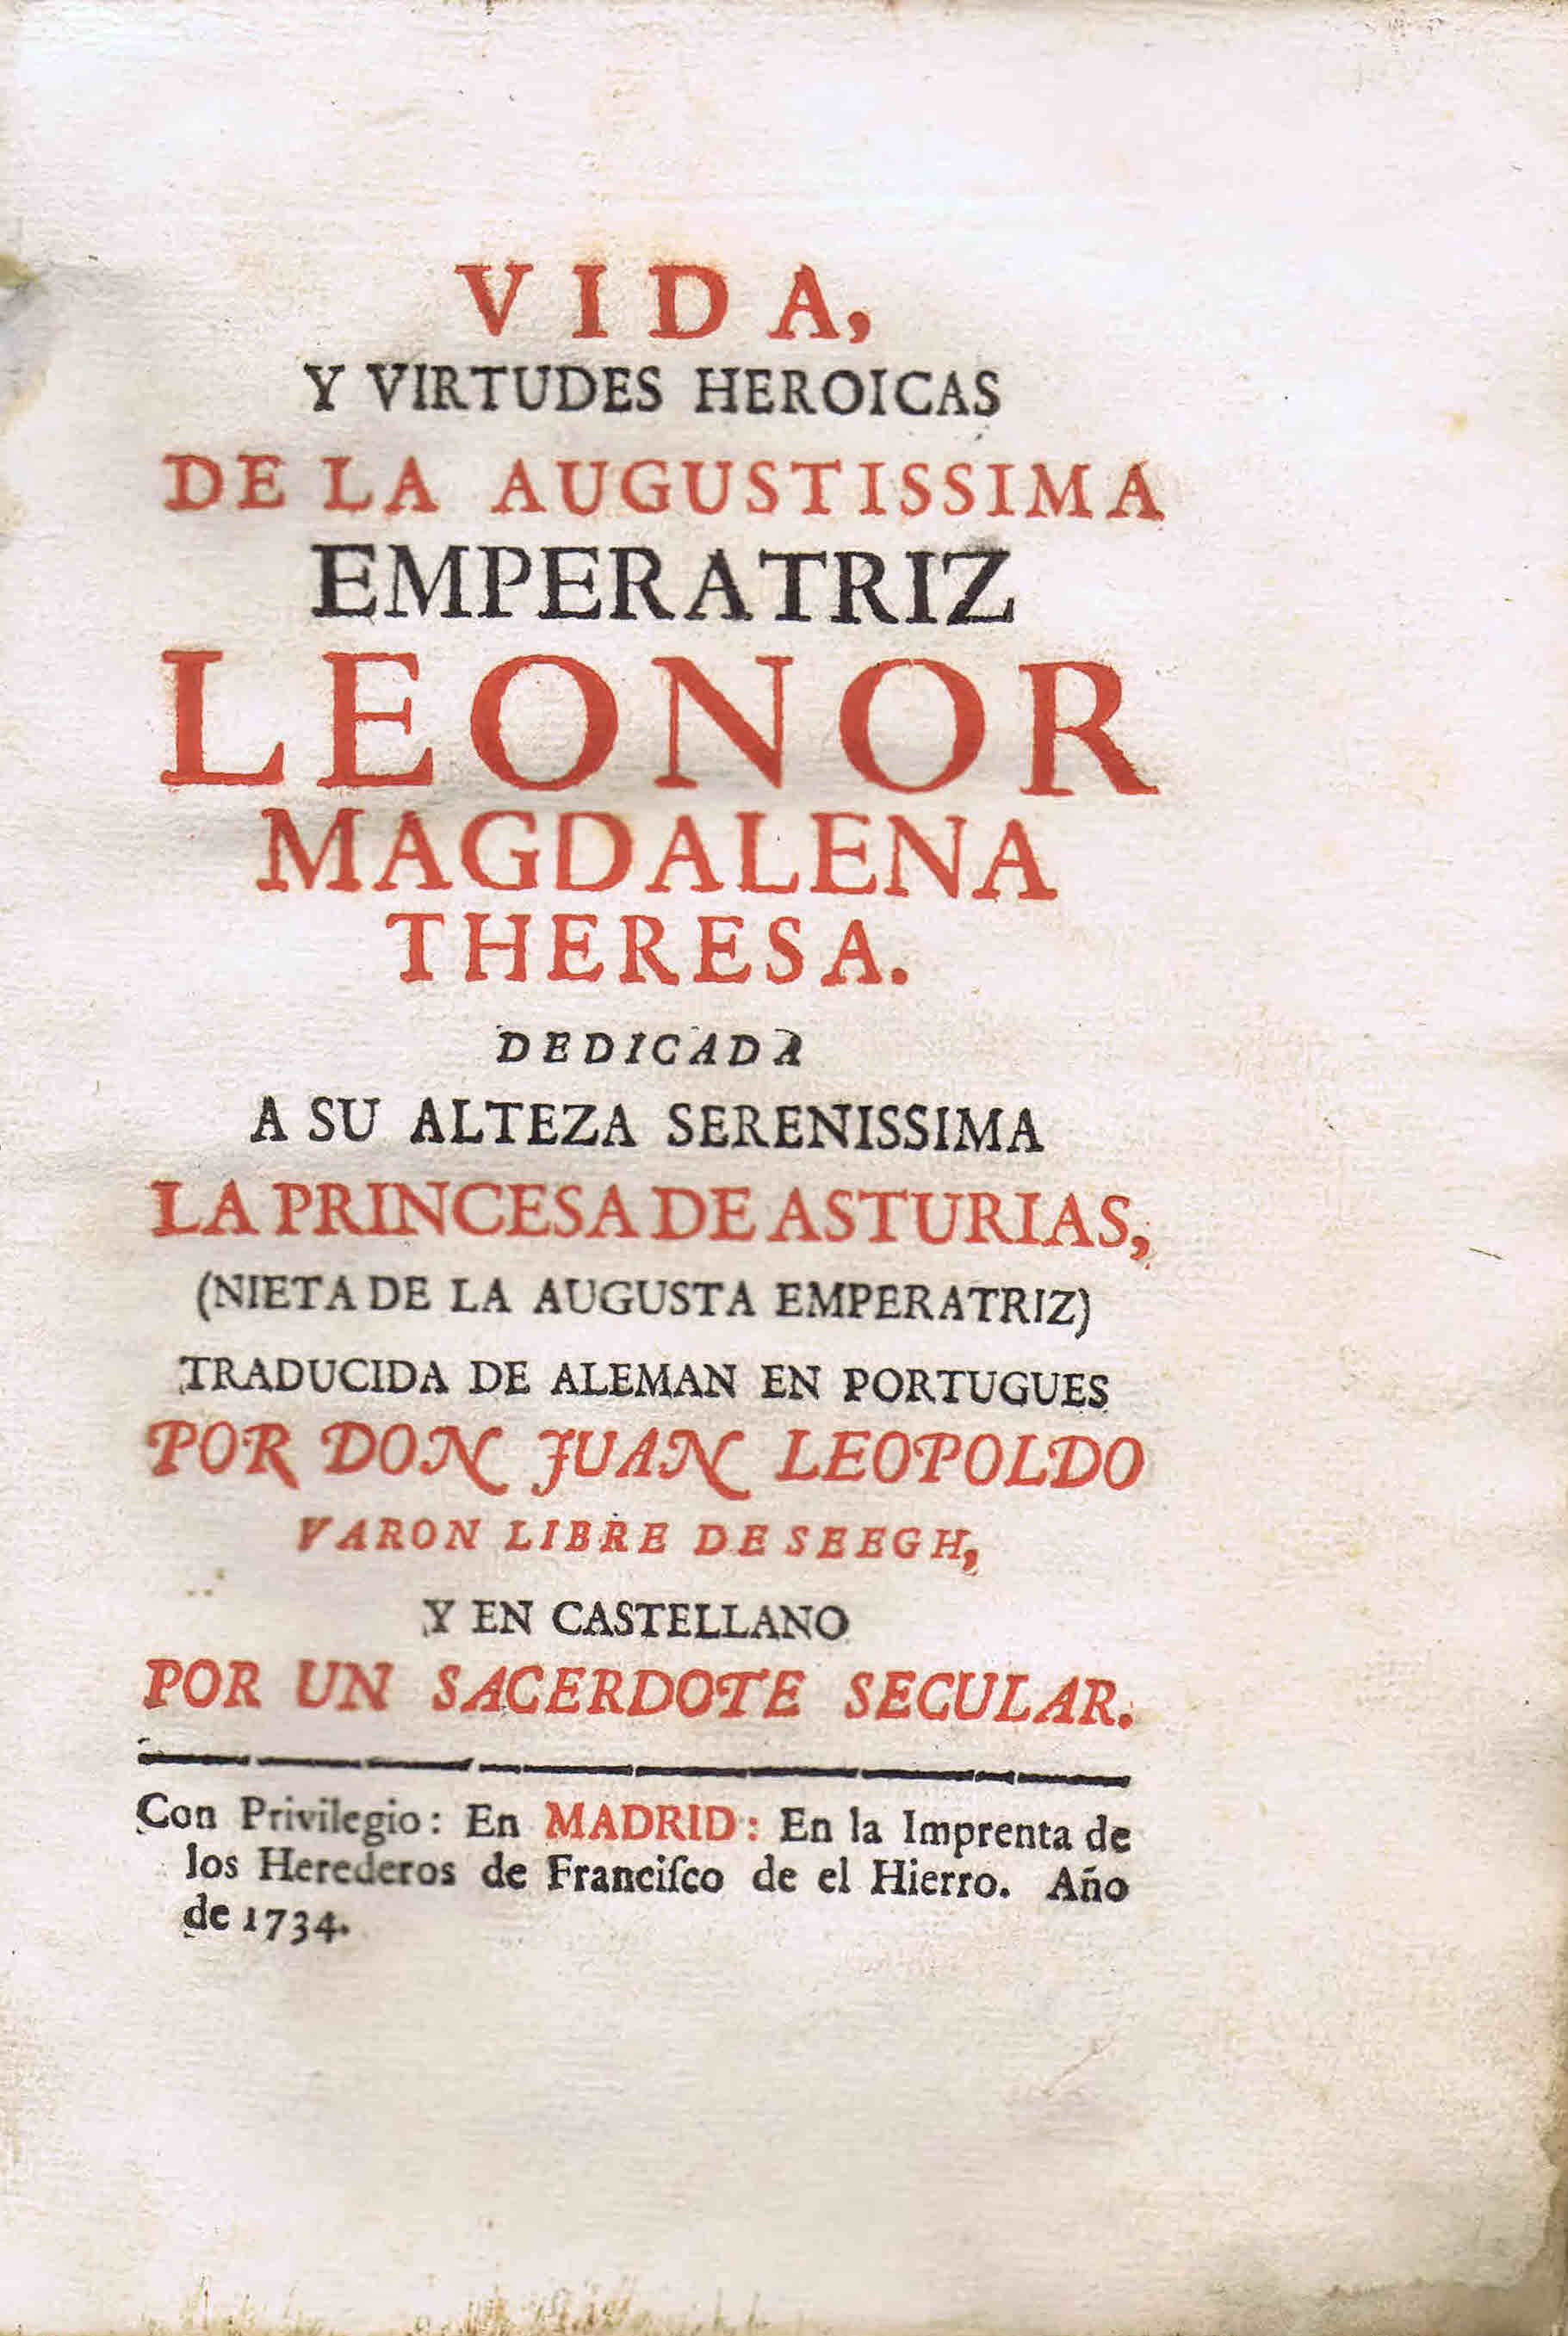 VIDA,
Y VIRTUDES HEROICAS
DE LA AUGUSTISSIMA
EMPERATRIZ
LEONOR
MAGDALENA
THERESA.
DEDICADA
A SU ALTEZA SERENISSIMA
LA PRINCESA DE ASTURIAS,
(NIETA DE LA AUGUSTA EMPERATRIZ)
TRADUCIDA DE ALEMAN EN PORTUGUES
POR DON JUAN LEOPOLDO
VARON LIBRE DE SEEGH,
Y EN CASTELLANO
POR UN SACERDOTE SECULAR.
Con Privilegio: En MADRID: En la Imprenta de
los Herederos de Franciſco de el Hierro. Año
de 1734.